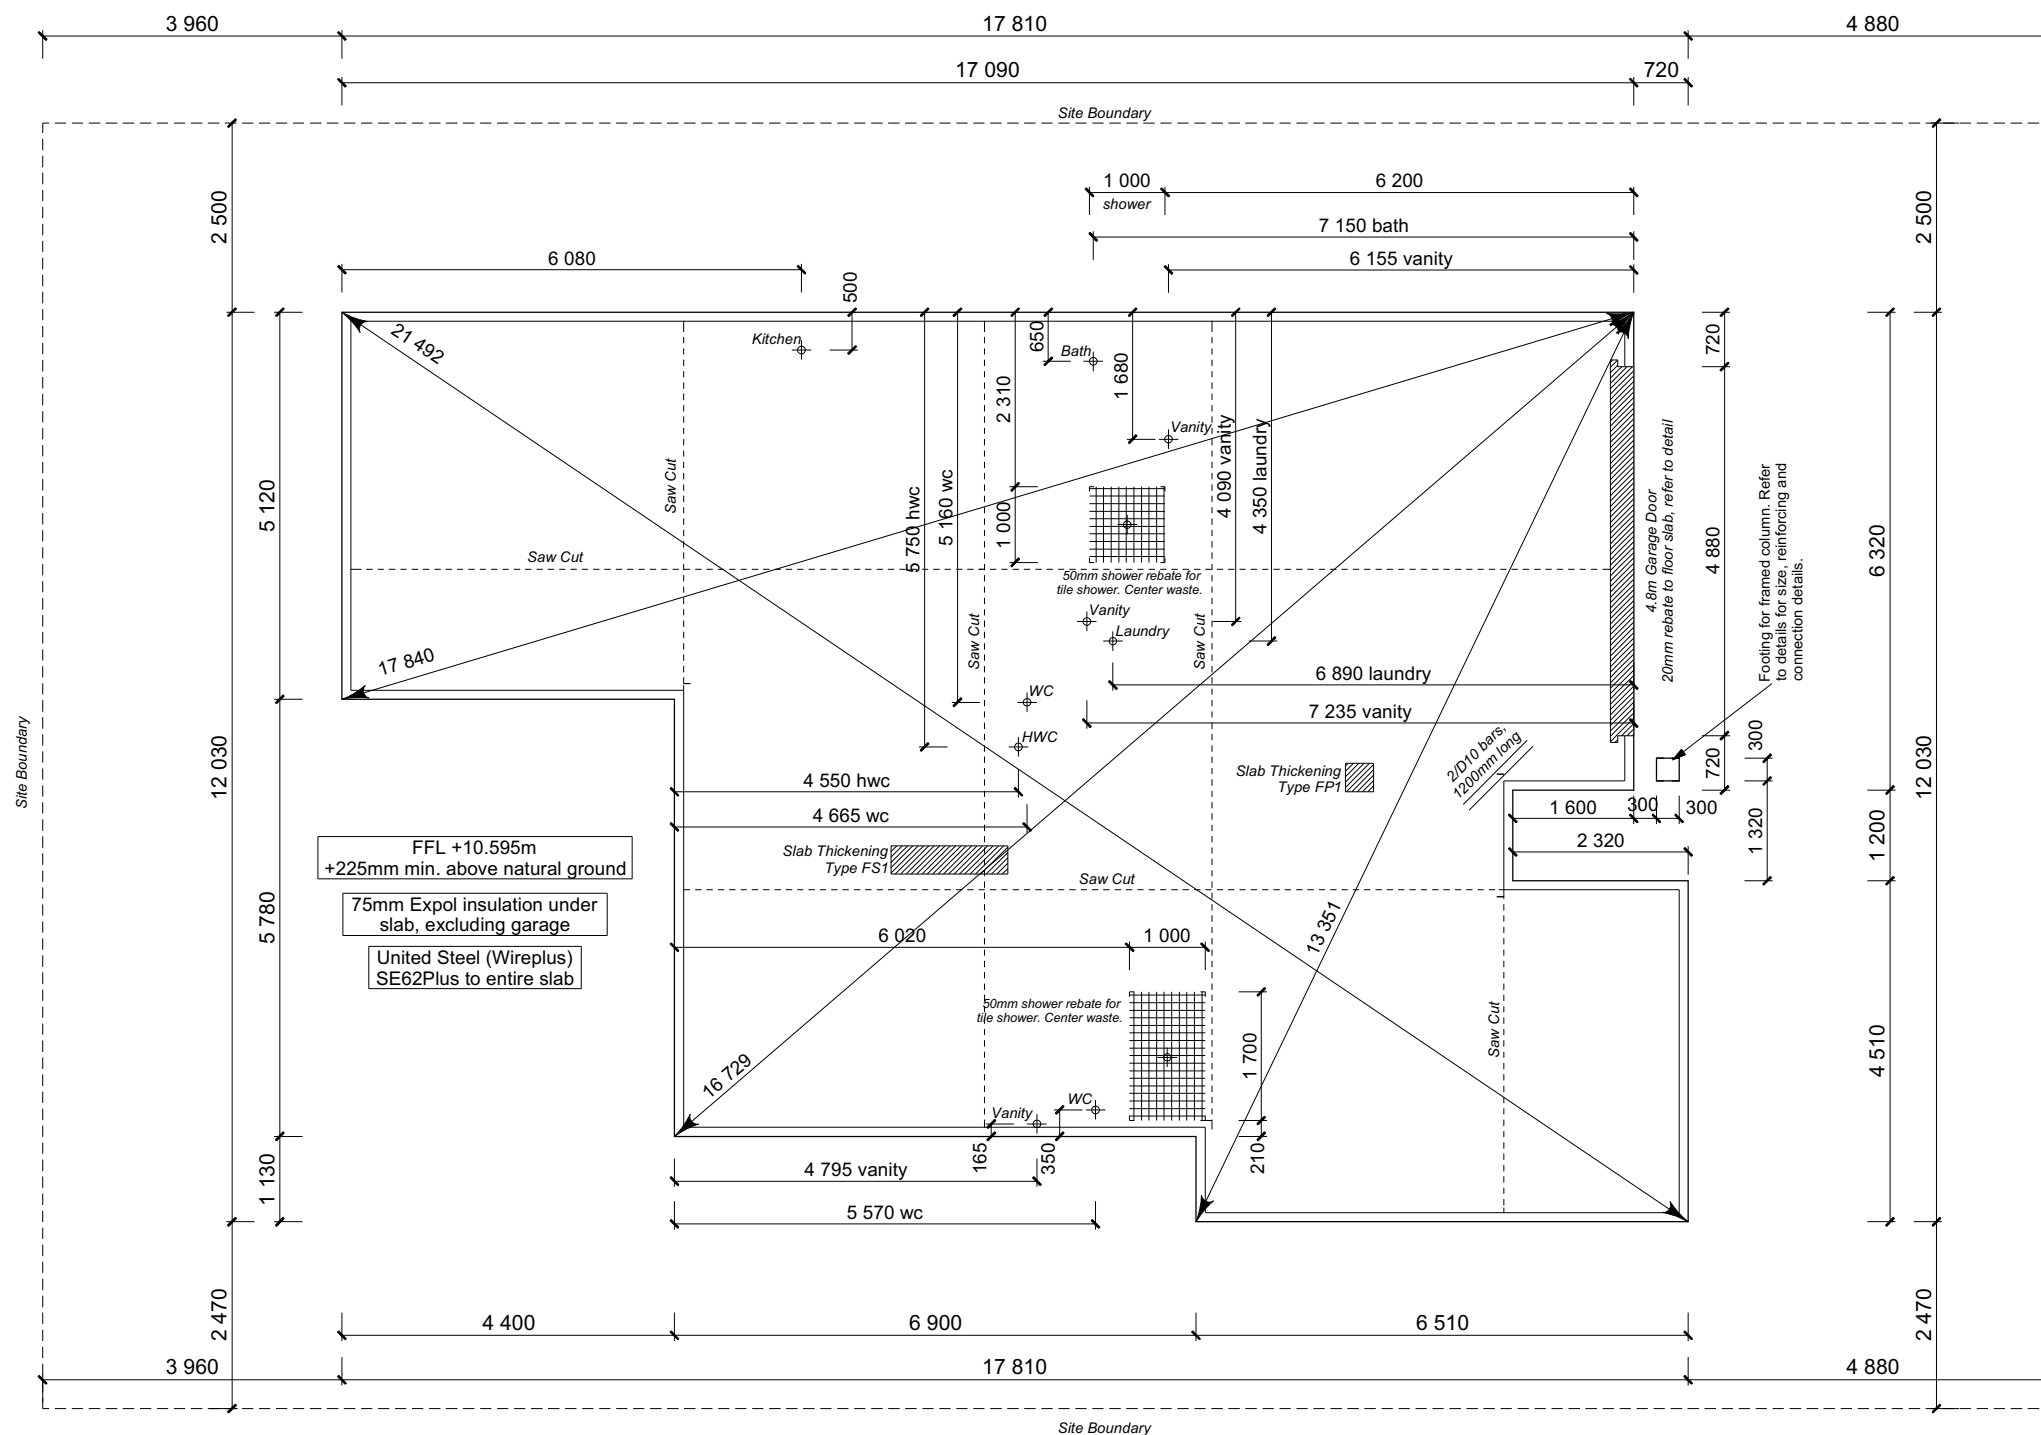 3 960
17 810
4 880
17 090
720
Site Boundary
2 500
2 500
1 000
shower
6 200
7 150 bath
6 155 vanity
6 080
500
21 492
Kitchen
650
Bath
1 680
2 310
Vanity
720
Saw Cut
5 120
5 750 hwc
5 160 wc
1 000
4 090 vanity
4 350 laundry
4.8m Garage Door
20mm rebate to floor slab, refer to detail
4 880
6 320
Footing for framed column. Refer
to details for size, reinforcing and
connection details.
Saw Cut
50mm shower rebate for
tile shower. Center waste.
Vanity
Laundry
Saw Cut
Saw Cut
17 840
6 890 laundry
WC
7 235 vanity
HWC
Site Boundary
12 030
12 030
4 550 hwc
Slab Thickening
Type FP1
2/D10 bars,
1200mm long
720
300
1 600
300
300
1 320
1 200
4 665 wc
2 320
FFL +10.595m
+225mm min. above natural ground
Slab Thickening
Type FS1
Saw Cut
75mm Expol insulation under
slab, excluding garage
5 780
6 020
1 000
13 351
United Steel (Wireplus)
SE62Plus to entire slab
50mm shower rebate for
tile shower. Center waste.
1 700
Saw Cut
4 510
16 729
Vanity
WC
165
350
210
1 130
4 795 vanity
5 570 wc
2 470
2 470
4 400
6 900
6 510
3 960
17 810
4 880
Site Boundary